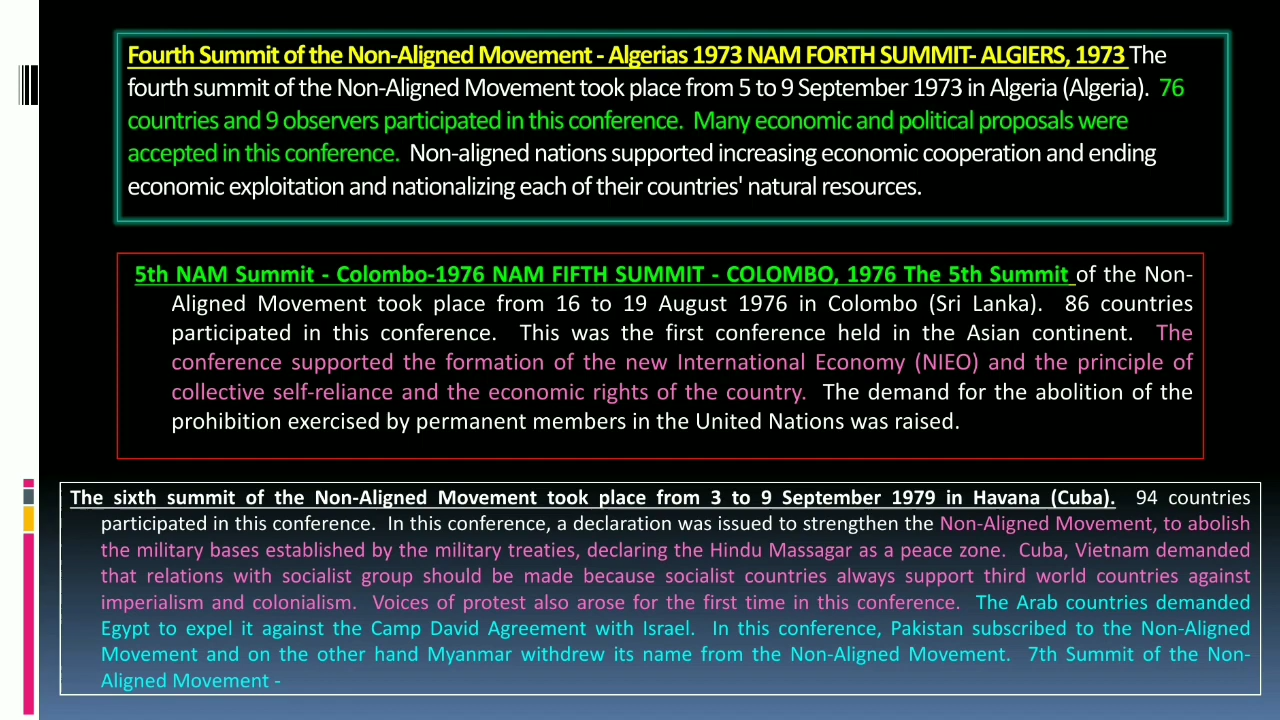 Fourth Summit of the Non-Aligned Movement - Algerias 1973 NAM FORTH SUMMIT- ALGIERS, 1973 The
fourth summit of the Non-Aligned Movement took place from 5 to 9 September 1973 in Algeria (Algeria).  76
countries and 9 observers participated in this conference.  Many economic and political proposals were
accepted in this conference.  Non-aligned nations supported increasing economic cooperation and ending
economic exploitation and nationalizing each of their countries' natural resources.
5th NAM Summit - Colombo-1976 NAM FIFTH SUMMIT - COLOMBO, 1976 The 5th Summit of the Non-
Aligned Movement took place from 16 to 19 August 1976 in Colombo (Sri Lanka).  86 countries
participated in this conference.  This was the first conference held in the Asian continent.  The
conference supported the formation of the new International Economy (NIEO) and the principle of
collective self-reliance and the economic rights of the country.  The demand for the abolition of the
prohibition exercised by permanent members in the United Nations was raised.
The sixth summit of the Non-Aligned Movement took place from 3 to 9 September 1979 in Havana (Cuba).  94 countries
participated in this conference.  In this conference, a declaration was issued to strengthen the Non-Aligned Movement, to abolish
the military bases established by the military treaties, declaring the Hindu Massagar as a peace zone.  Cuba, Vietnam demanded
that relations with socialist group should be made because socialist countries always support third world countries against
imperialism and colonialism.  Voices of protest also arose for the first time in this conference.  The Arab countries demanded
Egypt to expel it against the Camp David Agreement with Israel.  In this conference, Pakistan subscribed to the Non-Aligned
Movement and on the other hand Myanmar withdrew its name from the Non-Aligned Movement.  7th Summit of the Non-
Aligned Movement -